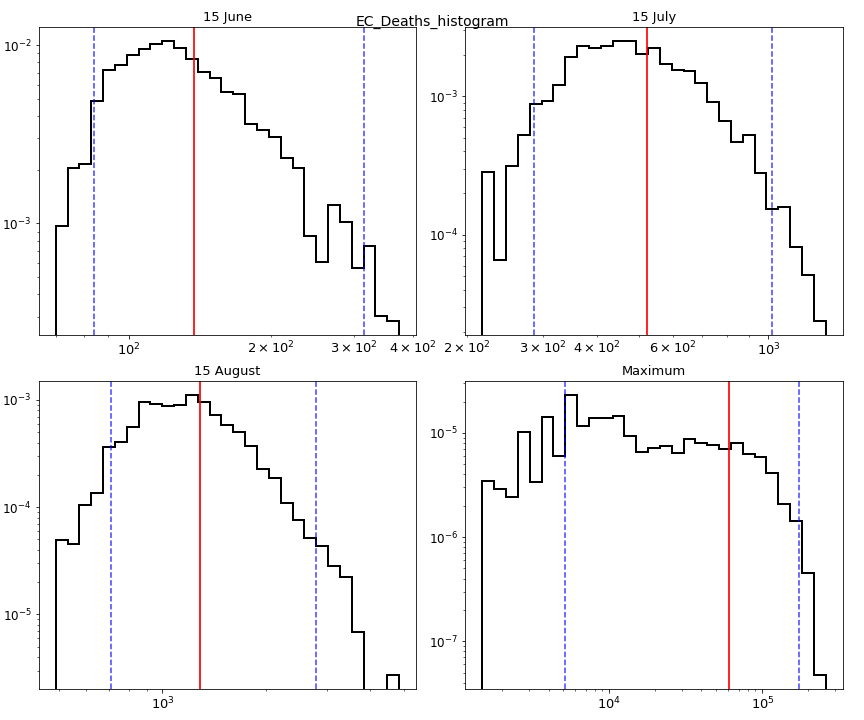 EC_Deaths_histogram
15 June
10⁻²
10⁻³
10²
2 × 10²
3 × 10²
4 × 10²
15 July
10⁻³
10⁻⁴
2 × 10²
3 × 10²
4 × 10²
6 × 10²
10³
15 August
10⁻³
10⁻⁴
10⁻⁵
10³
Maximum
10⁻⁵
10⁻⁶
10⁻⁷
10⁴
10⁵